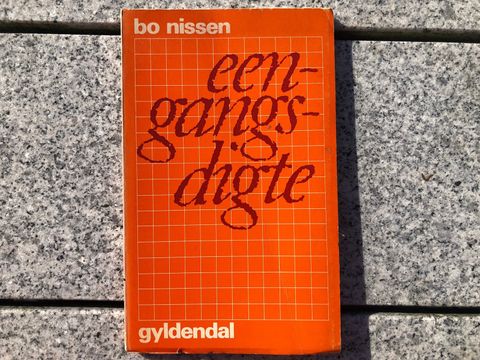 bo nissen
een-
gangs-
digte
gyldendal